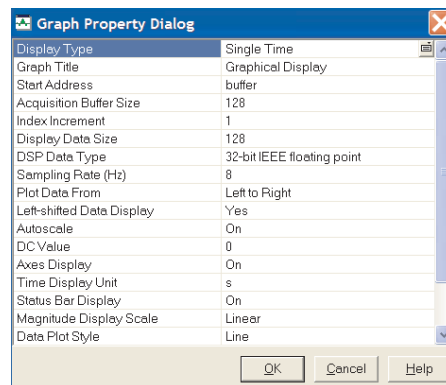 Graph Property Dialog
Display Type Single Time
Graph Title Graphical Display
Start Address buffer
Acquisition Buffer Size 128
Index Increment 1
Display Data Size 128
DSP Data Type 32-bit IEEE floating point
Sampling Rate (Hz) 8
Plot Data From Left to Right
Left-shifted Data Display Yes
Autoscale On
DC Value 0
Axes Display On
Time Display Unit s
Status Bar Display On
Magnitude Display Scale Linear
Data Plot Style Line
OK Cancel Help